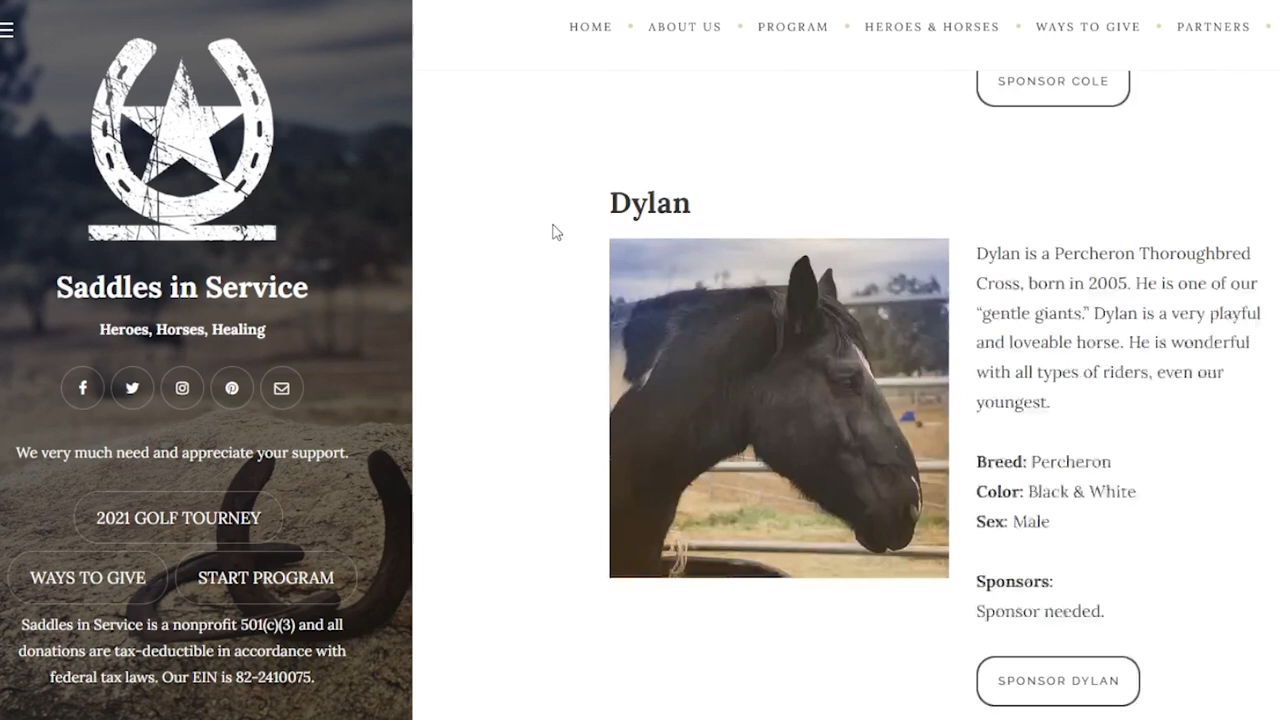 HOME • ABOUT US • PROGRAM • HEROES & HORSES • WAYS TO GIVE • PARTNERS •
Saddles in Service
Heroes, Horses, Healing
We very much need and appreciate your support.
2021 GOLF TOURNEY
WAYS TO GIVE
START PROGRAM
Saddles in Service is a nonprofit 501(c)(3) and all
donations are tax-deductible in accordance with
federal tax laws. Our EIN is 82-2410075.
SPONSOR COLE
Dylan
Dylan is a Percheron Thoroughbred
Cross, born in 2005. He is one of our
“gentle giants.” Dylan is a very playful
and loveable horse. He is wonderful
with all types of riders, even our
youngest.
Breed: Percheron
Color: Black & White
Sex: Male
Sponsors:
Sponsor needed.
SPONSOR DYLAN